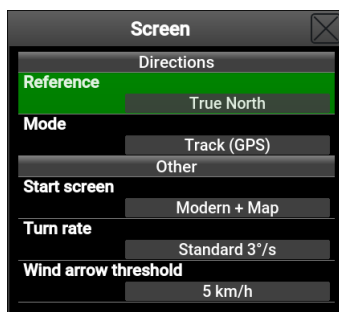 Screen
Directions
Reference
True North
Mode
Track (GPS)
Other
Start screen
Modern + Map
Turn rate
Standard 3°/s
Wind arrow threshold
5 km/h